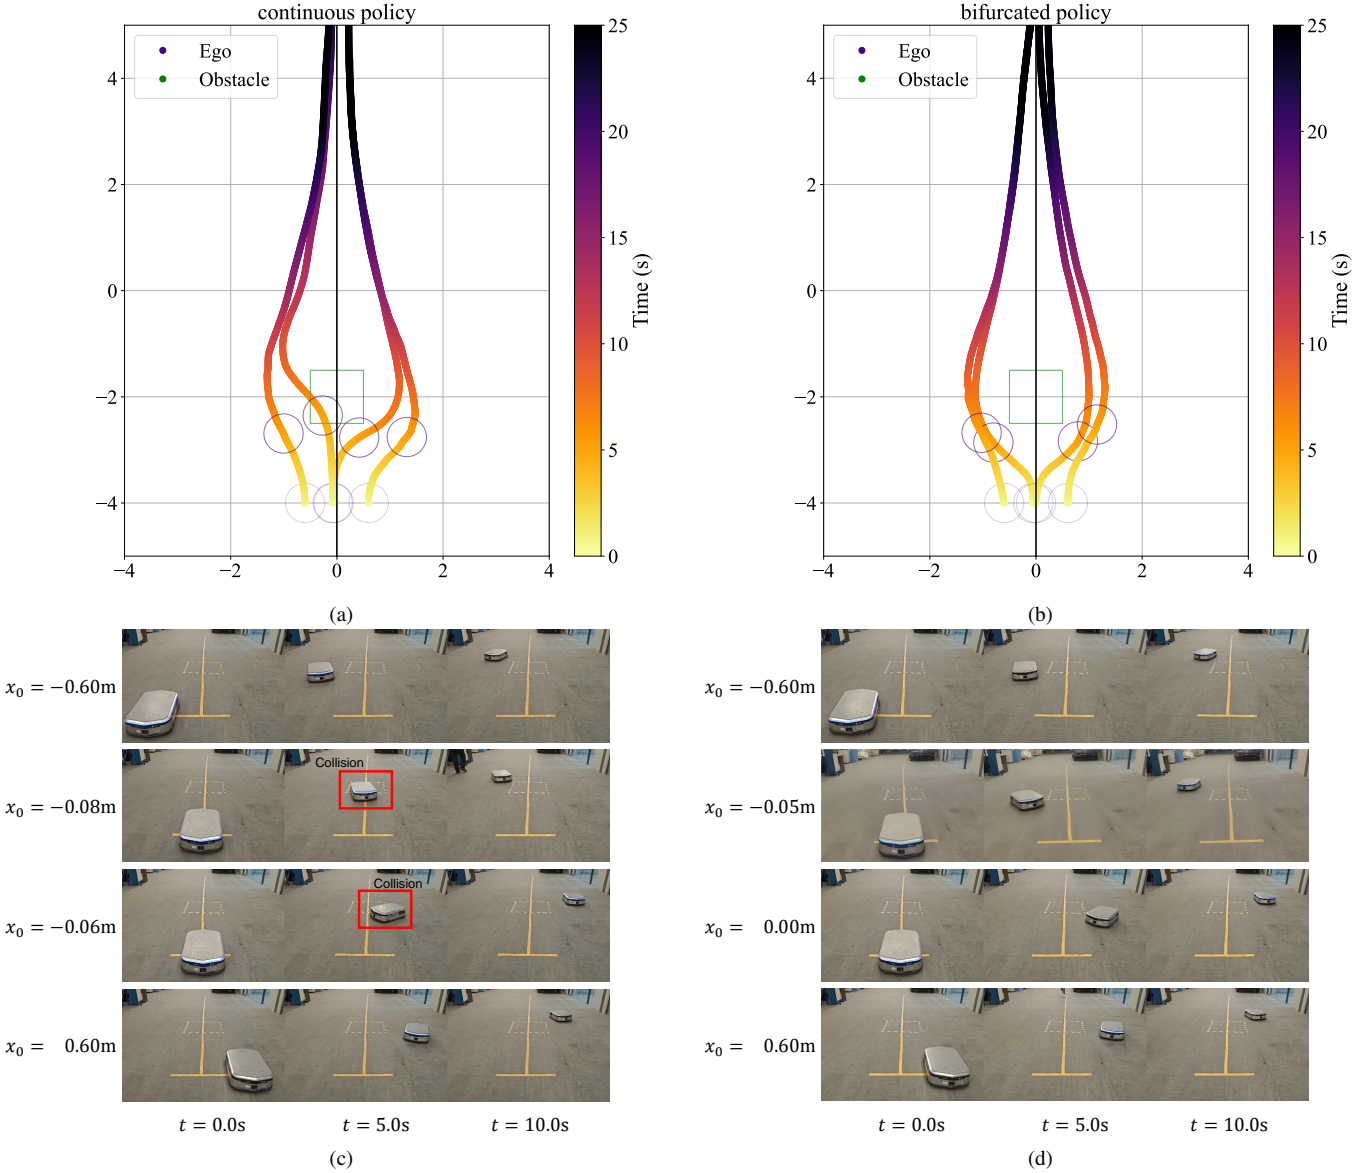 continuous policy
Ego
Obstacle
4
2
0
−2
−4
−4
−2
0
2
4
25
20
15
10
5
0
Time (s)
(a)
bifurcated policy
Ego
Obstacle
4
2
0
−2
−4
−4
−2
0
2
4
25
20
15
10
5
0
Time (s)
(b)
x₀ = −0.60m
x₀ = −0.08m
Collision
x₀ = −0.06m
Collision
x₀ = 0.60m
t = 0.0s
t = 5.0s
t = 10.0s
(c)
x₀ = −0.60m
x₀ = −0.05m
x₀ = 0.00m
x₀ = 0.60m
t = 0.0s
t = 5.0s
t = 10.0s
(d)